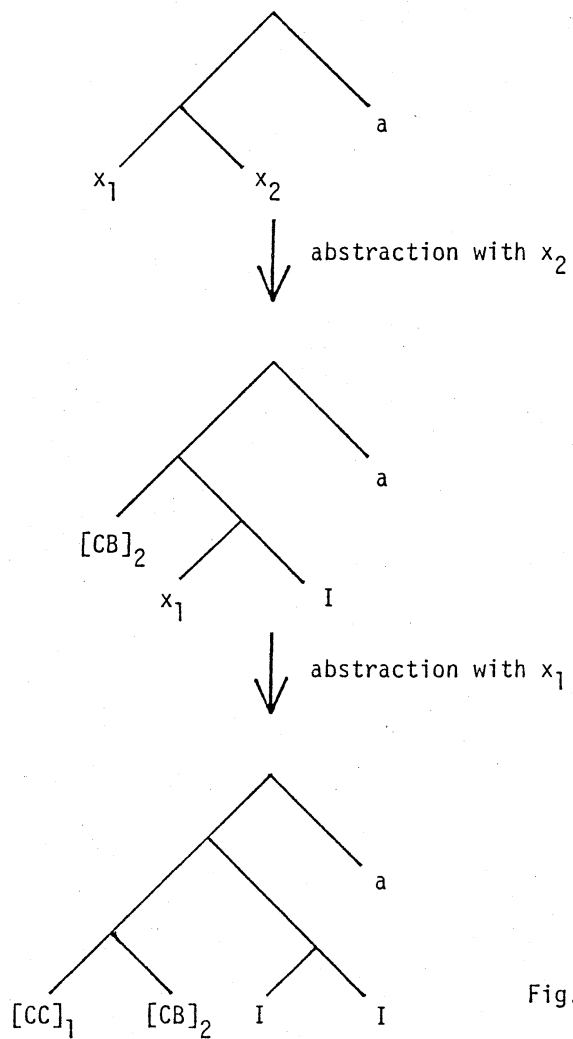 a
x₁ x₂
abstraction with x₂
a
[CB]₂
x₁ I
abstraction with x₁
a
[CC]₁ [CB]₂ I I
Fig.